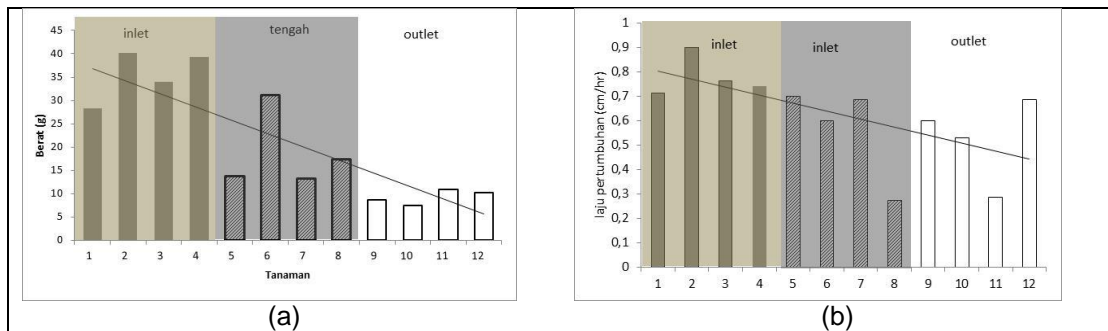 inlet
tengah
outlet
45
40
35
30
25
20
15
10
5
0
Berat (g)
1 2 3 4 5 6 7 8 9 10 11 12
Tanaman
(a)
inlet
inlet
outlet
1
0,9
0,8
0,7
0,6
0,5
0,4
0,3
0,2
0,1
0
laju pertumbuhan (cm/hr)
1 2 3 4 5 6 7 8 9 10 11 12
(b)